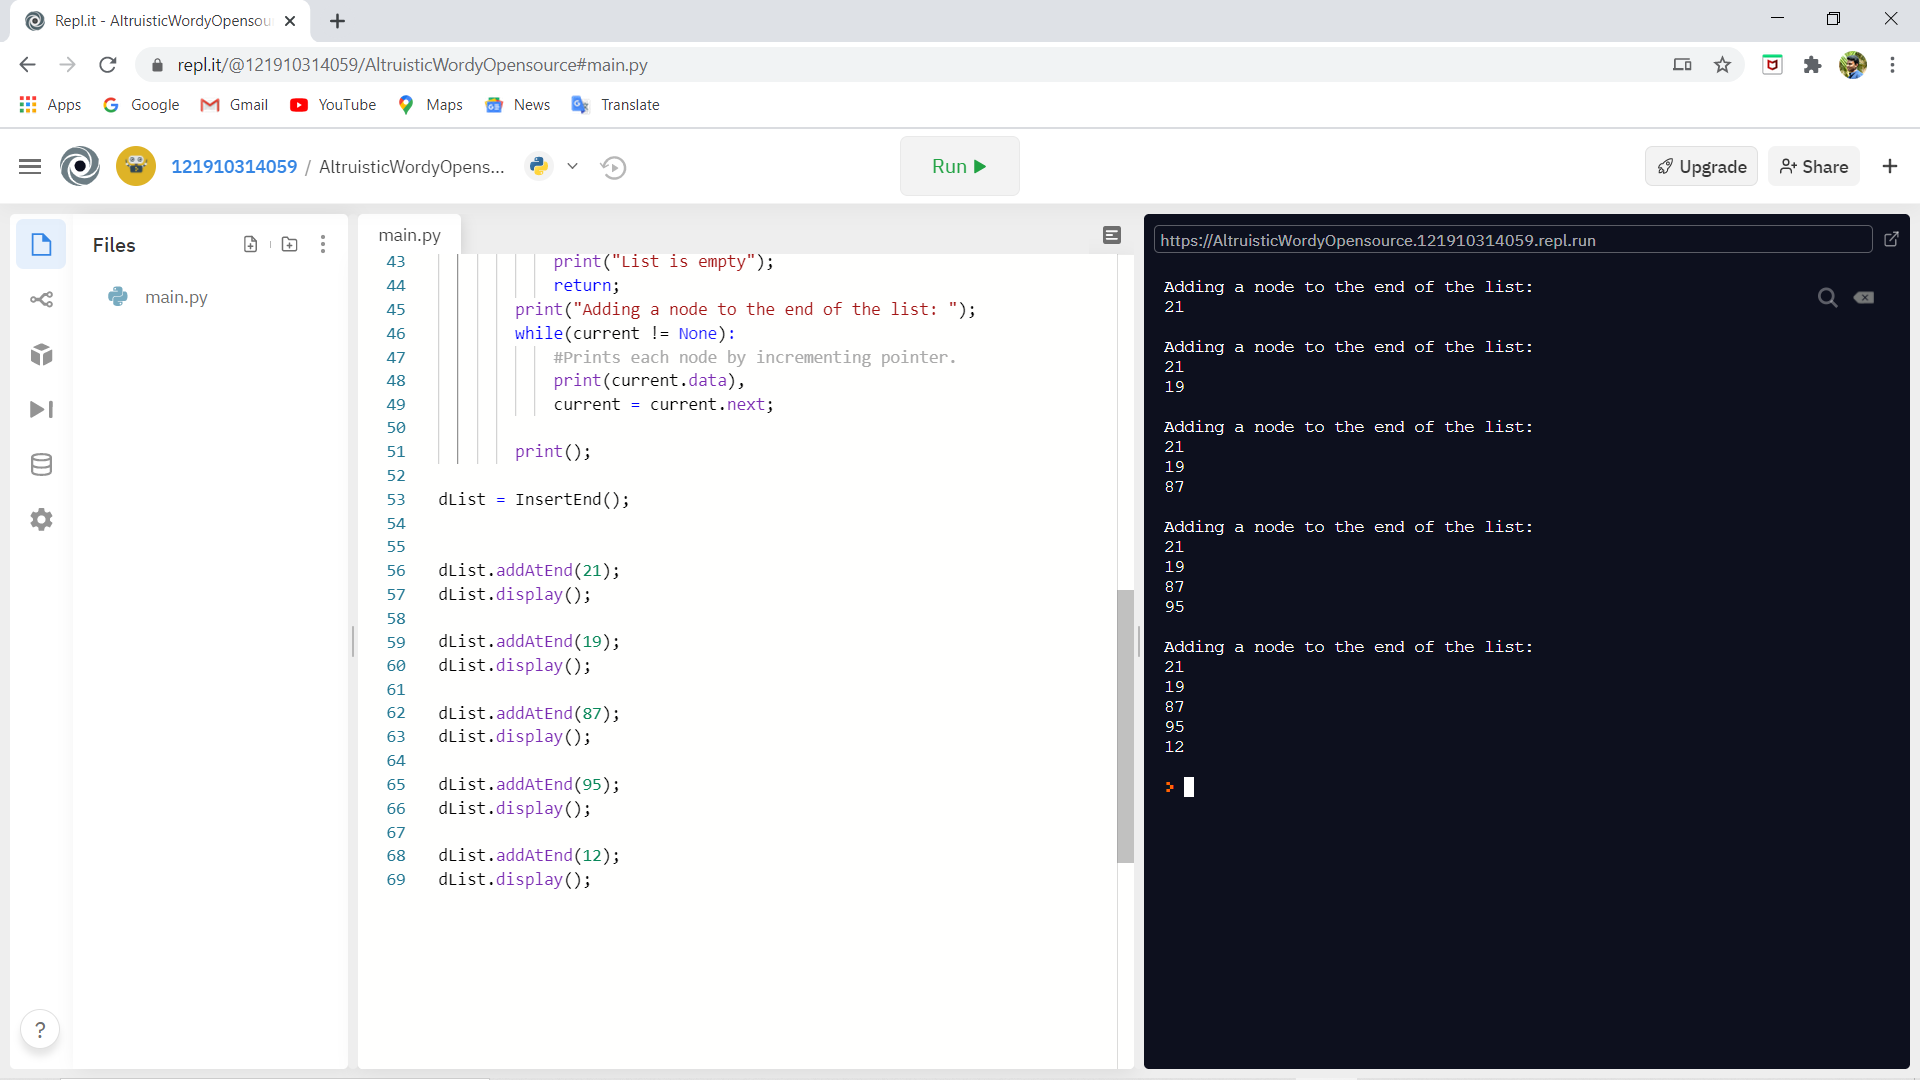 Repl.it - AltruisticWordyOpensou
repl.it/@121910314059/AltruisticWordyOpensource#main.py
Apps Google Gmail YouTube Maps News Translate
121910314059 / AltruisticWordyOpens... Run Upgrade Share
Files
main.py
main.py
43 print("List is empty");
44 return;
45 print("Adding a node to the end of the list: ");
46 while(current != None):
47 #Prints each node by incrementing pointer.
48 print(current.data),
49 current = current.next;
50
51 print();
52
53 dList = InsertEnd();
54
55
56 dList.addAtEnd(21);
57 dList.display();
58
59 dList.addAtEnd(19);
60 dList.display();
61
62 dList.addAtEnd(87);
63 dList.display();
64
65 dList.addAtEnd(95);
66 dList.display();
67
68 dList.addAtEnd(12);
69 dList.display();
?
https://AltruisticWordyOpensource.121910314059.repl.run
Adding a node to the end of the list:
21
Adding a node to the end of the list:
21
19
Adding a node to the end of the list:
21
19
87
Adding a node to the end of the list:
21
19
87
95
Adding a node to the end of the list:
21
19
87
95
12
>